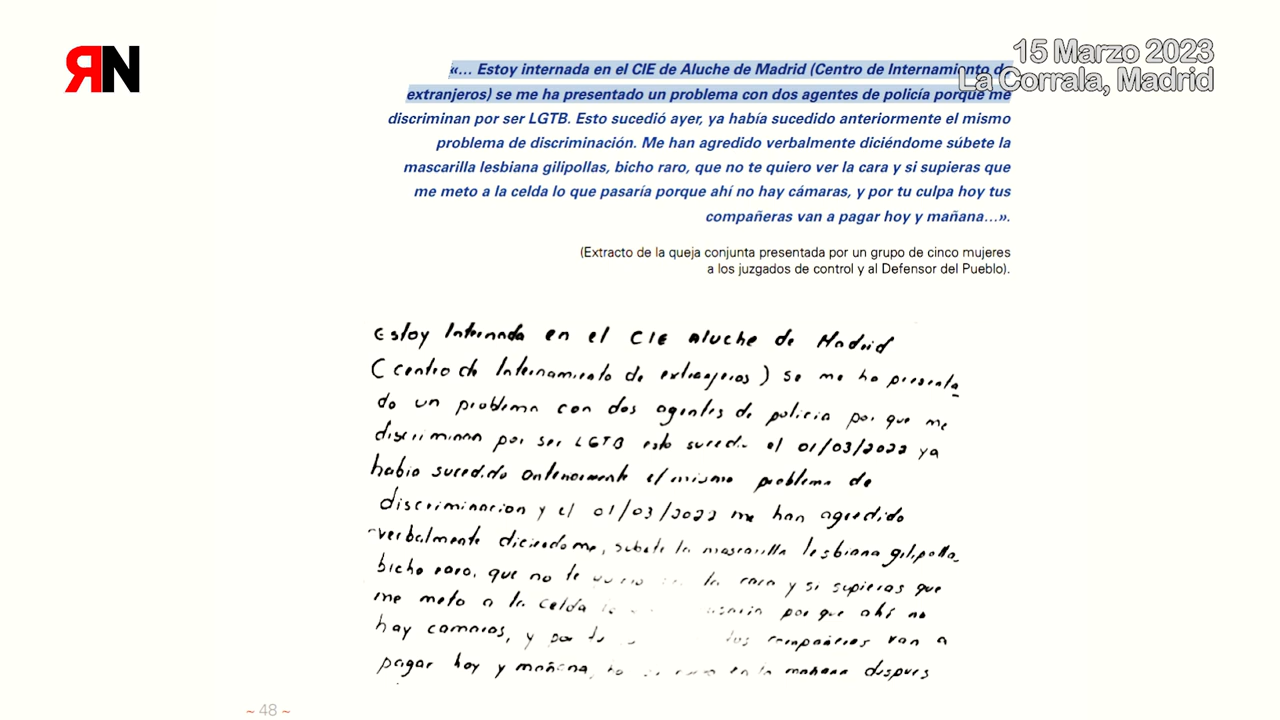 ЯN
15 Marzo 2023
La Corrala, Madrid
«... Estoy internada en el CIE de Aluche de Madrid (Centro de Internamiento de
extranjeros) se me ha presentado un problema con dos agentes de policía porque me
discriminan por ser LGTB. Esto sucedió ayer, ya había sucedido anteriormente el mismo
problema de discriminación. Me han agredido verbalmente diciéndome súbete la
mascarilla lesbiana gilipollas, bicho raro, que no te quiero ver la cara y si supieras que
me meto a la celda lo que pasaría porque ahí no hay cámaras, y por tu culpa hoy tus
compañeras van a pagar hoy y mañana...».
(Extracto de la queja conjunta presentada por un grupo de cinco mujeres
a los juzgados de control y al Defensor del Pueblo).
Estoy Internada en el CIE Aluche de Madrid
(centro de Internamiento de extranjeros) se me ha presenta
do un problema con dos agentes de policia por que me
discriminan por ser LGTB esto sucedio el 01/03/2022 ya
habia sucedido anteriormente el mismo problema de
discriminacion y el 01/03/2022 me han agredido
verbalmente diciendome, subete la mascarilla lesbiana gilipolla
bicho raro, que no te la cara y si supieras que
me meto a la celda por que ahí no
hay camaras, y por tu compañeras van a
pagar hoy y mañana, en la mañana despues
~ 48 ~